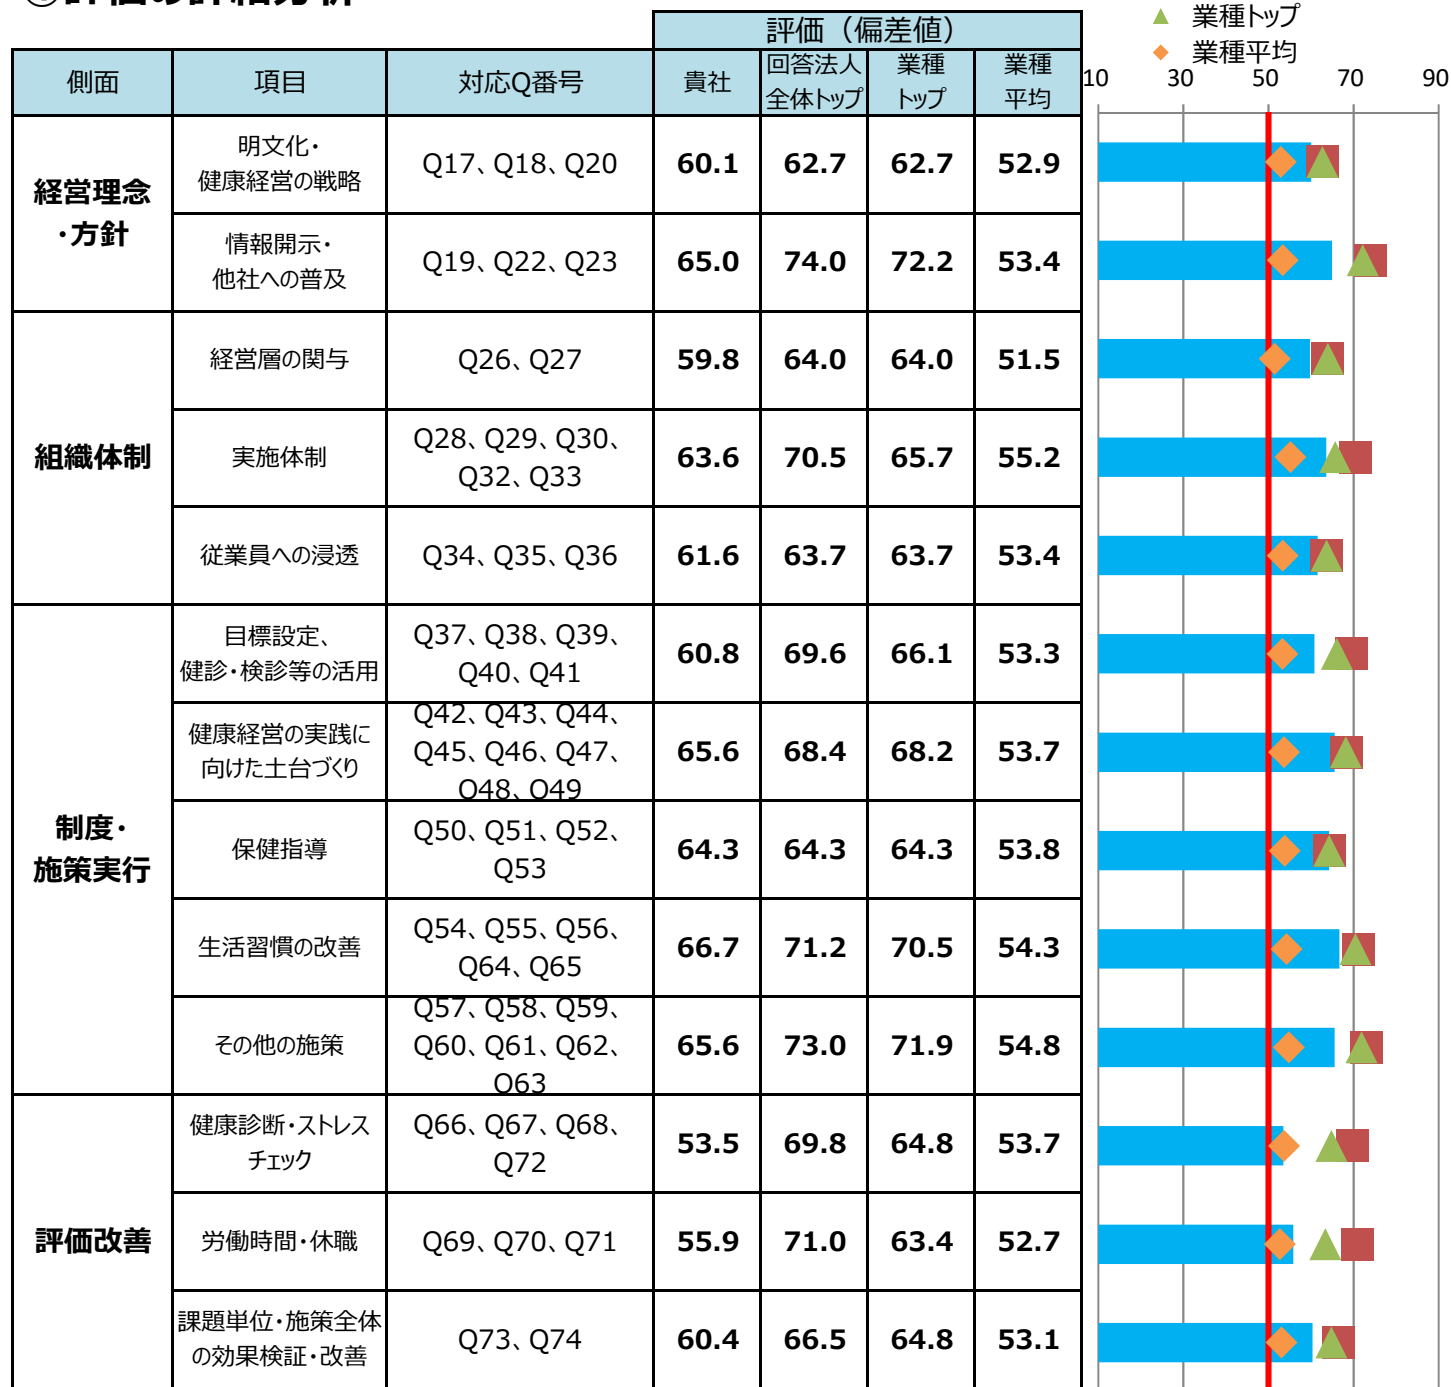 評価（偏差値）
▲ 業種トップ
◆ 業種平均
側面 項目 対応Q番号 貴社 回答法人 全体トップ 業種 トップ 業種 平均
10 30 50 70 90
経営理念
・方針
明文化・
健康経営の戦略
Q17、Q18、Q20
60.1 62.7 62.7 52.9
情報開示・
他社への普及
Q19、Q22、Q23
65.0 74.0 72.2 53.4
組織体制
経営層の関与
Q26、Q27
59.8 64.0 64.0 51.5
実施体制
Q28、Q29、Q30、
Q32、Q33
63.6 70.5 65.7 55.2
従業員への浸透
Q34、Q35、Q36
61.6 63.7 63.7 53.4
制度・
施策実行
目標設定、
健診・検診等の活用
Q37、Q38、Q39、
Q40、Q41
60.8 69.6 66.1 53.3
健康経営の実践に
向けた土台づくり
Q42、Q43、Q44、
Q45、Q46、Q47、
Q48、Q49
65.6 68.4 68.2 53.7
保健指導
Q50、Q51、Q52、
Q53
64.3 64.3 64.3 53.8
生活習慣の改善
Q54、Q55、Q56、
Q64、Q65
66.7 71.2 70.5 54.3
その他の施策
Q57、Q58、Q59、
Q60、Q61、Q62、
Q63
65.6 73.0 71.9 54.8
評価改善
健康診断・ストレス
チェック
Q66、Q67、Q68、
Q72
53.5 69.8 64.8 53.7
労働時間・休職
Q69、Q70、Q71
55.9 71.0 63.4 52.7
課題単位・施策全体
の効果検証・改善
Q73、Q74
60.4 66.5 64.8 53.1